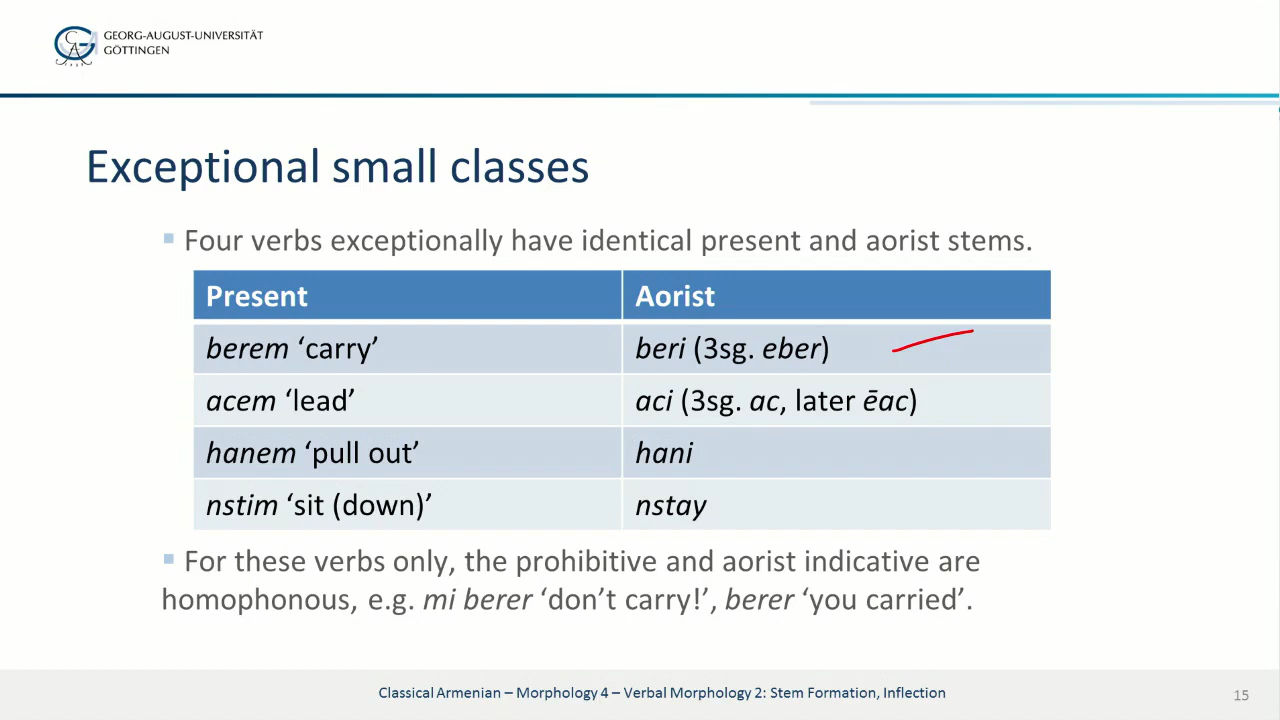 GEORG-AUGUST-UNIVERSITÄT
GÖTTINGEN
Exceptional small classes
▪ Four verbs exceptionally have identical present and aorist stems.
Present Aorist
berem ‘carry’ beri (3sg. eber)
acem ‘lead’ aci (3sg. ac, later ēac)
hanem ‘pull out’ hani
nstim ‘sit (down)’ nstay
▪ For these verbs only, the prohibitive and aorist indicative are
homophonous, e.g. mi berer ‘don’t carry!’, berer ‘you carried’.
Classical Armenian – Morphology 4 – Verbal Morphology 2: Stem Formation, Inflection
15